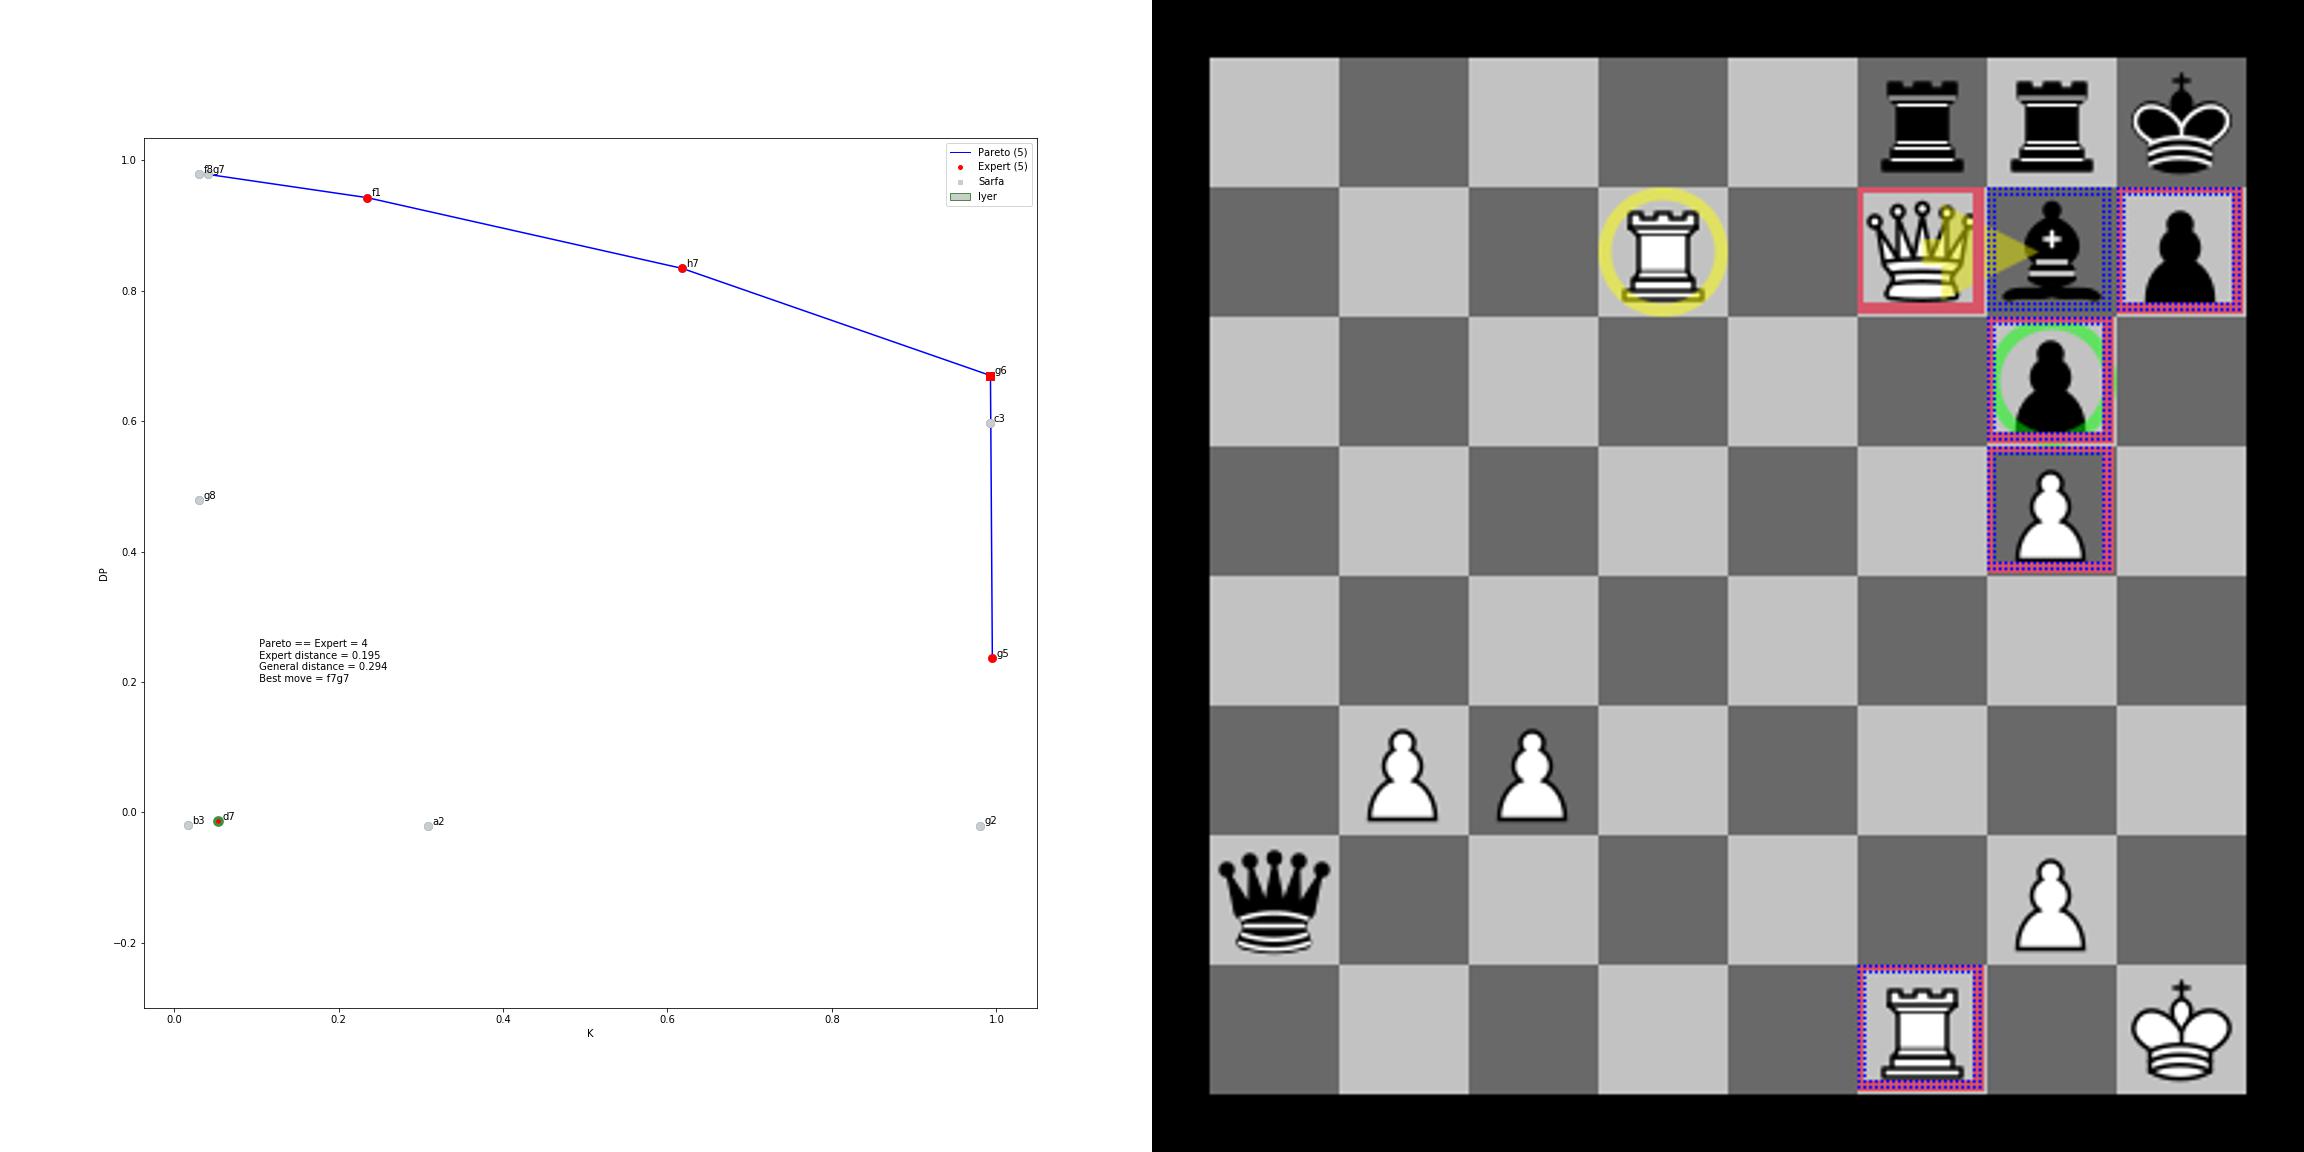 1.0
0.8
0.6
0.4
0.2
0.0
−0.2
DP
f8
g7
f1
h7
g6
c3
g8
g5
b3
d7
a2
g2
Pareto (5)
Expert (5)
Sarfa
Iyer
Pareto == Expert = 4
Expert distance = 0.195
General distance = 0.294
Best move = f7g7
0.0
0.2
0.4
0.6
0.8
1.0
K